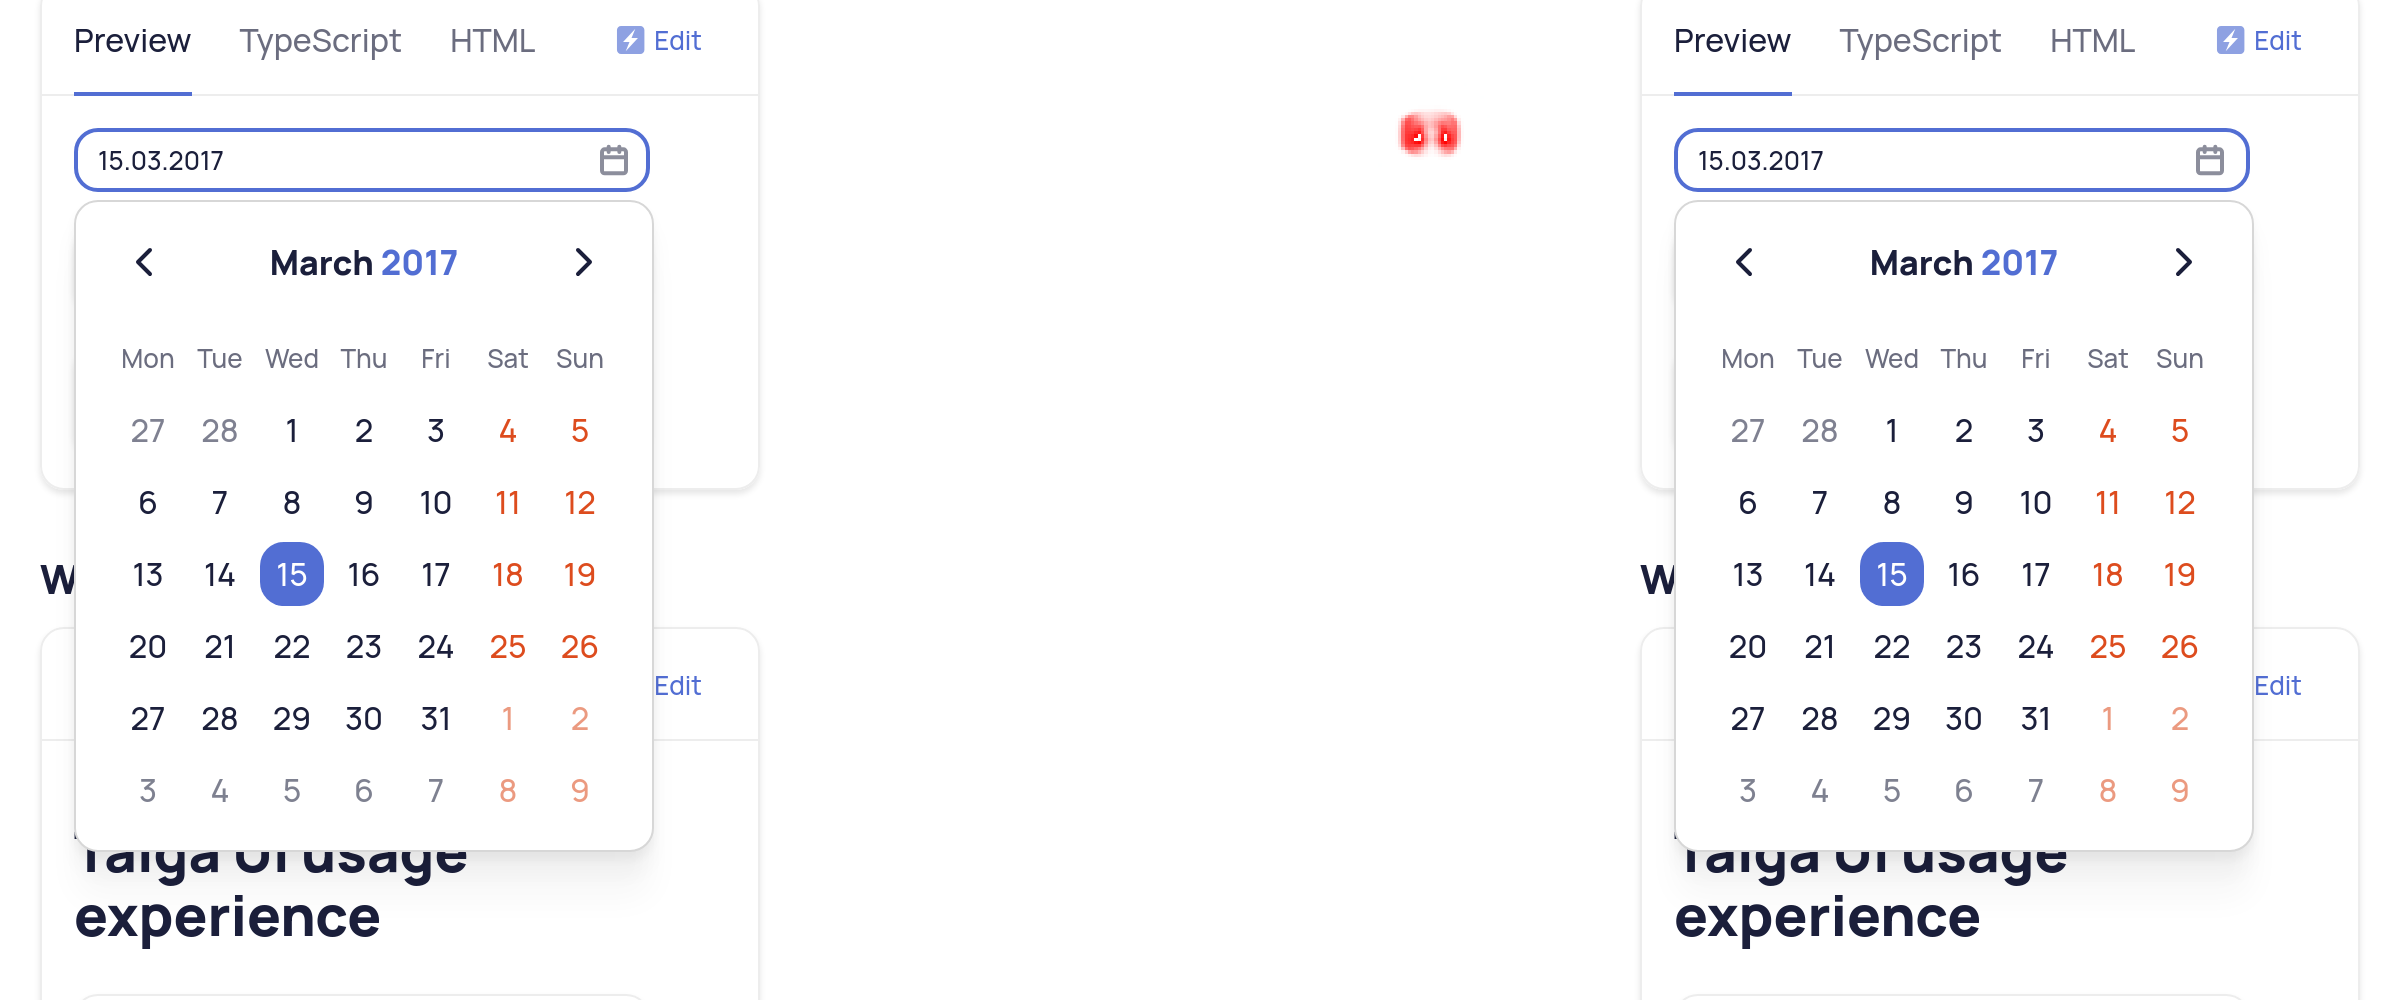 Preview TypeScript HTML Edit
15.03.2017
March 2017
Mon Tue Wed Thu Fri Sat Sun
27 28 1 2 3 4 5
6 7 8 9 10 11 12
13 14 15 16 17 18 19
20 21 22 23 24 25 26
27 28 29 30 31 1 2
3 4 5 6 7 8 9
W
Edit
Taiga UI usage
experience
Preview TypeScript HTML Edit
15.03.2017
March 2017
Mon Tue Wed Thu Fri Sat Sun
27 28 1 2 3 4 5
6 7 8 9 10 11 12
13 14 15 16 17 18 19
20 21 22 23 24 25 26
27 28 29 30 31 1 2
3 4 5 6 7 8 9
W
Edit
Taiga UI usage
experience